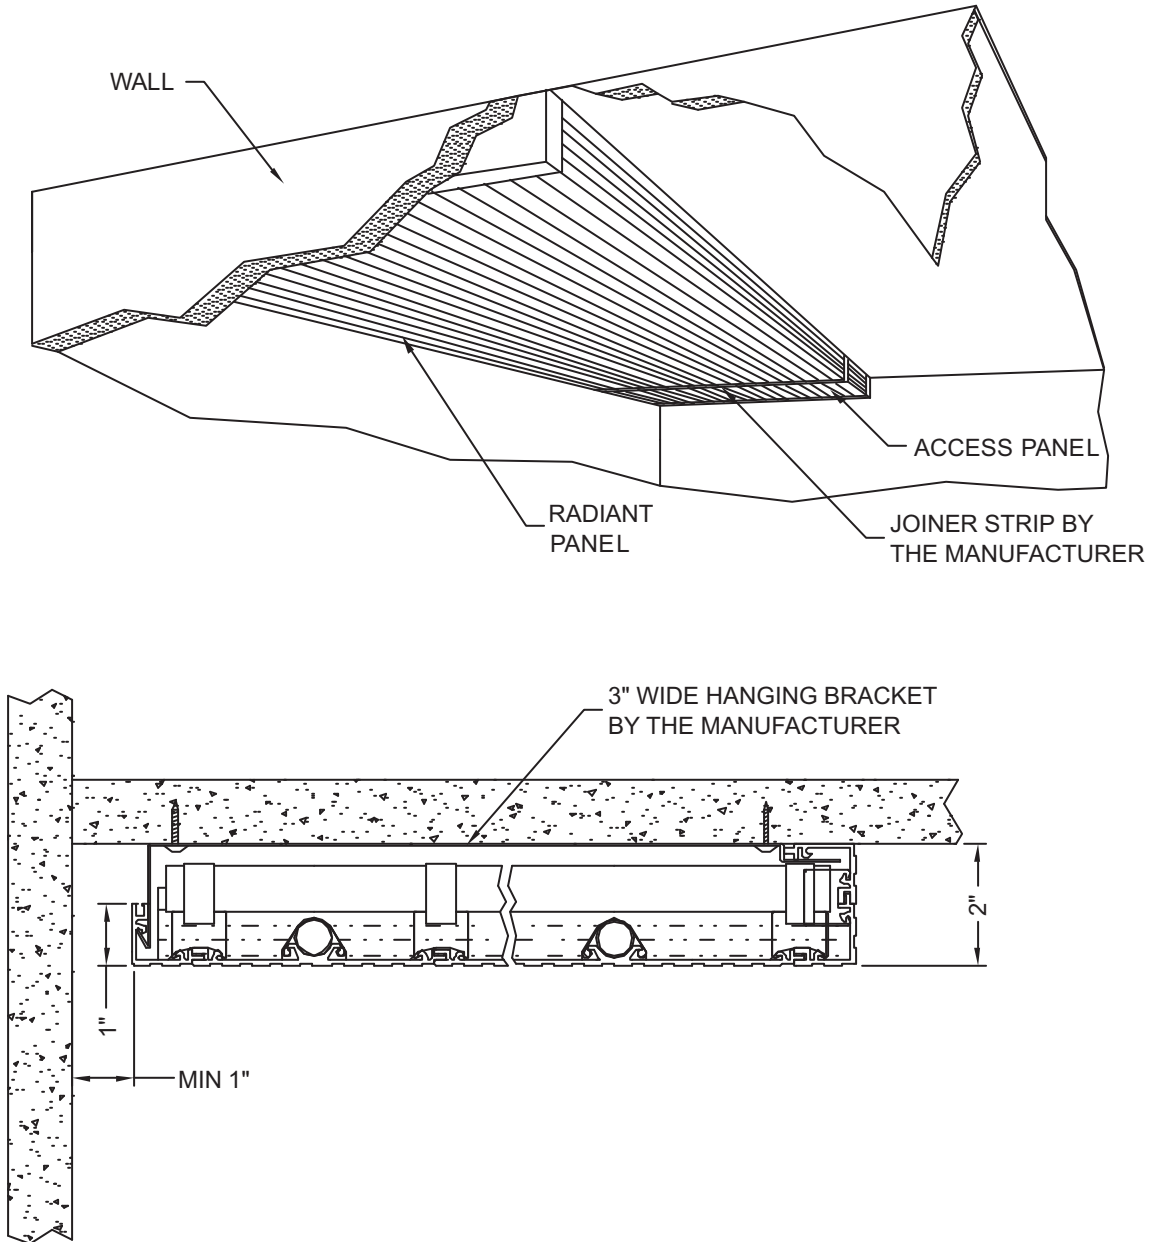 WALL
ACCESS PANEL
RADIANT
PANEL
JOINER STRIP BY
THE MANUFACTURER
3" WIDE HANGING BRACKET
BY THE MANUFACTURER
2"
1"
MIN 1"